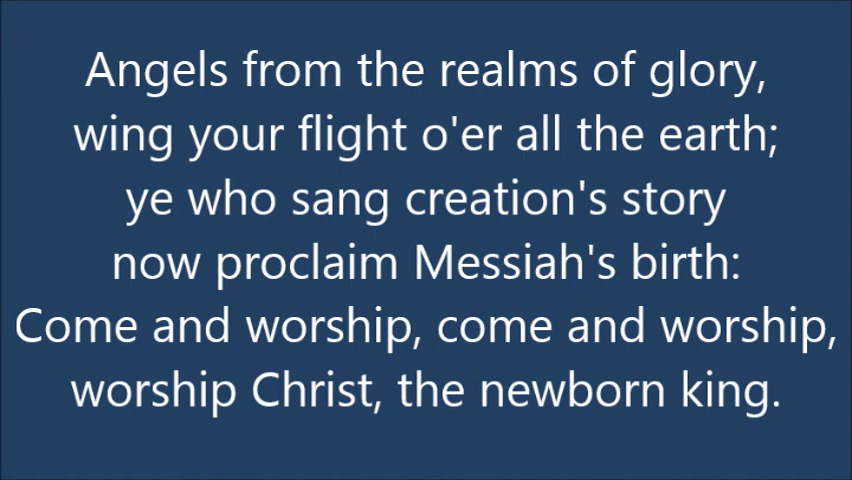 Angels from the realms of glory,
wing your flight o'er all the earth;
ye who sang creation's story
now proclaim Messiah's birth:
Come and worship, come and worship,
worship Christ, the newborn king.